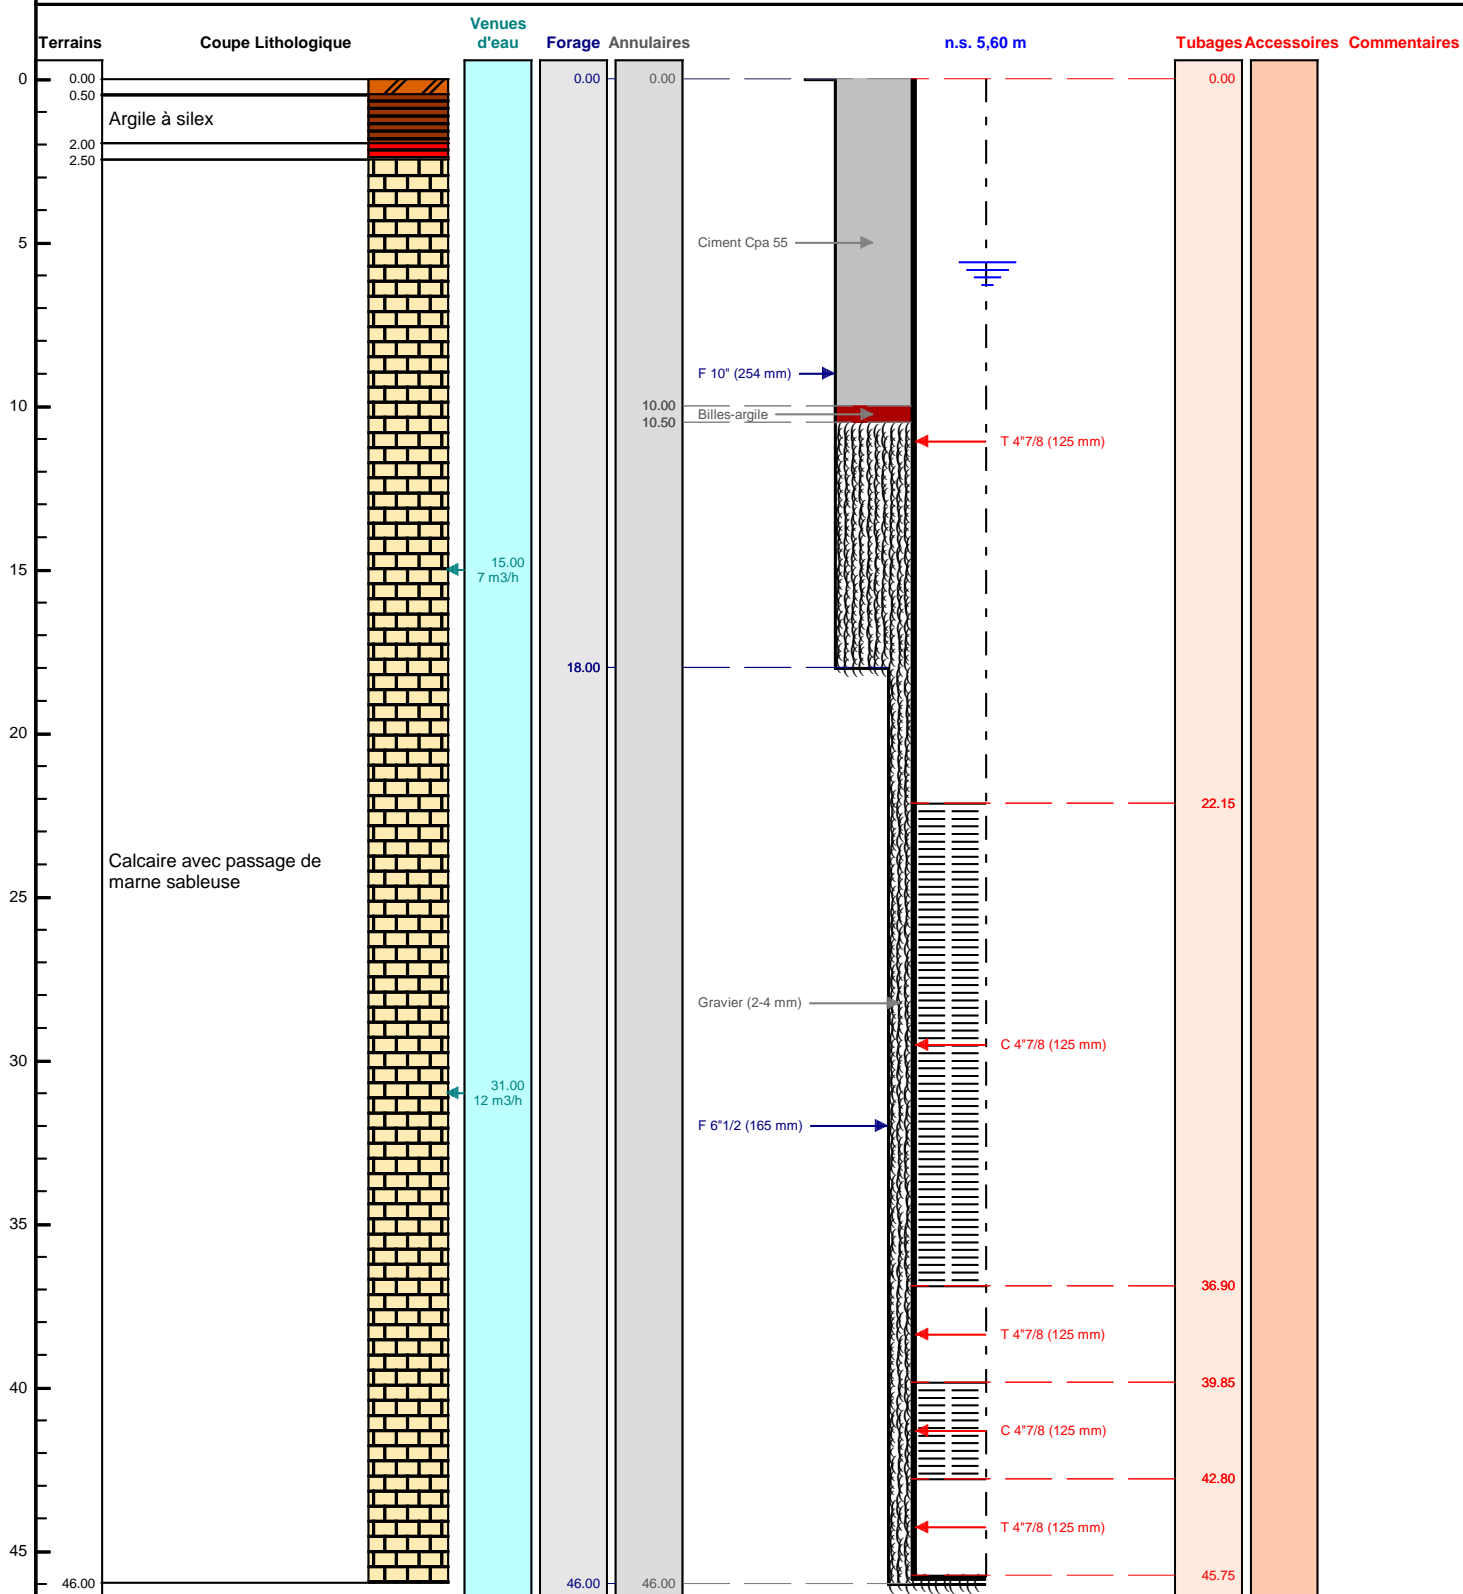 Terrains Coupe Lithologique Venues d'eau Forage Annulaires n.s. 5,60 m Tubages Accessoires Commentaires
0 0.00 0.00 0.00 0.00
0.50
Argile à silex
2.00
2.50
5 Ciment Cpa 55
F 10" (254 mm)
10 10.00
Billes-argile
10.50
T 4"7/8 (125 mm)
15 15.00
7 m3/h
18.00
20
22.15
Calcaire avec passage de
marne sableuse
25
Gravier (2-4 mm)
C 4"7/8 (125 mm)
30
31.00
12 m3/h
F 6"1/2 (165 mm)
35
36.90
T 4"7/8 (125 mm)
40 39.85
C 4"7/8 (125 mm)
42.80
T 4"7/8 (125 mm)
45
45.75
46.00 46.00 46.00